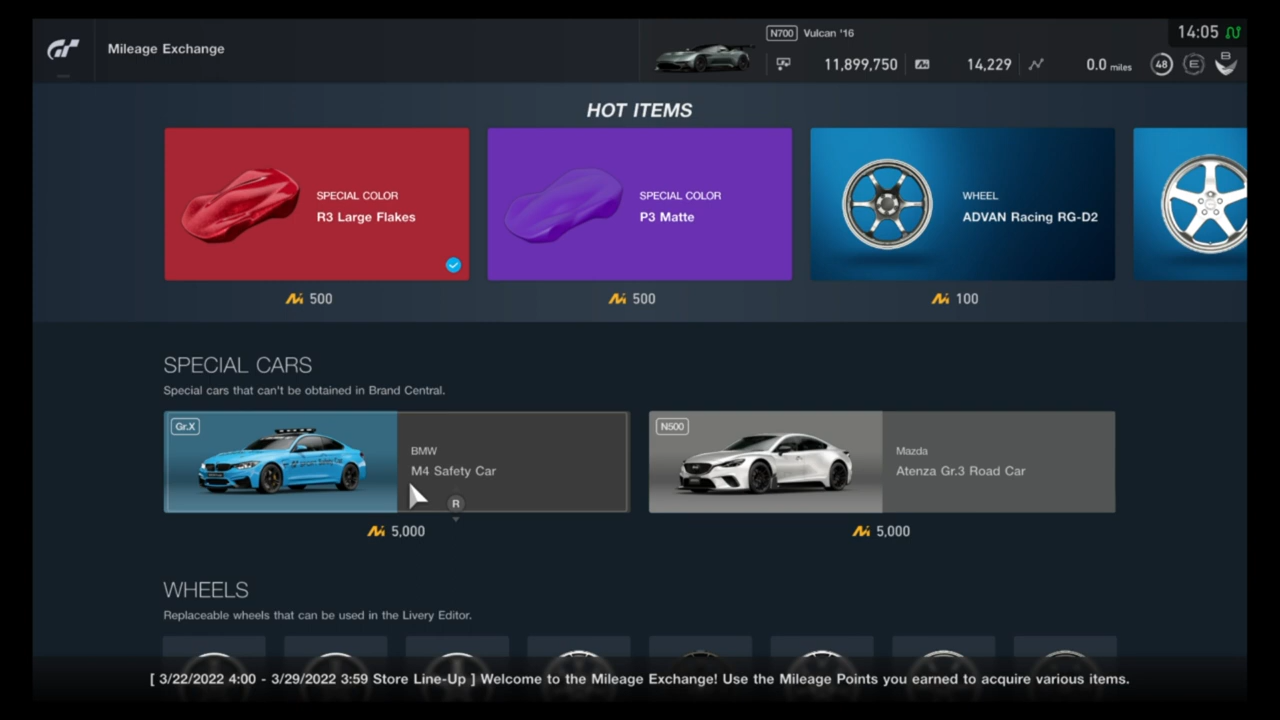 Mileage Exchange
N700 Vulcan '16
14:05
11,899,750
14,229
0.0 miles
48
E
B
HOT ITEMS
SPECIAL COLOR
R3 Large Flakes
SPECIAL COLOR
P3 Matte
WHEEL
ADVAN Racing RG-D2
500
500
100
SPECIAL CARS
Special cars that can't be obtained in Brand Central.
Gr.X
BMW
M4 Safety Car
R
N500
Mazda
Atenza Gr.3 Road Car
5,000
5,000
WHEELS
Replaceable wheels that can be used in the Livery Editor.
[ 3/22/2022 4:00 - 3/29/2022 3:59 Store Line-Up ] Welcome to the Mileage Exchange! Use the Mileage Points you earned to acquire various items.